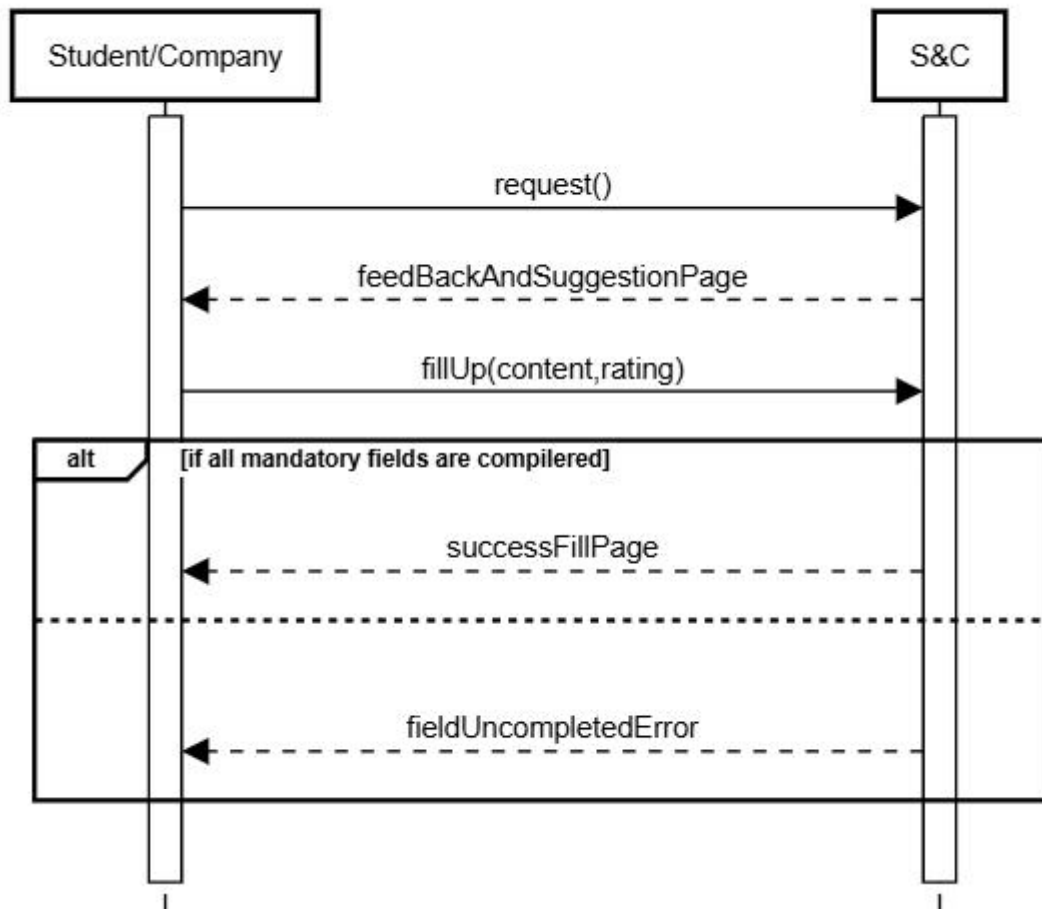 Student/Company
S&C
request()
feedBackAndSuggestionPage
fillUp(content,rating)
alt
[if all mandatory fields are compilered]
successFillPage
fieldUncompletedError